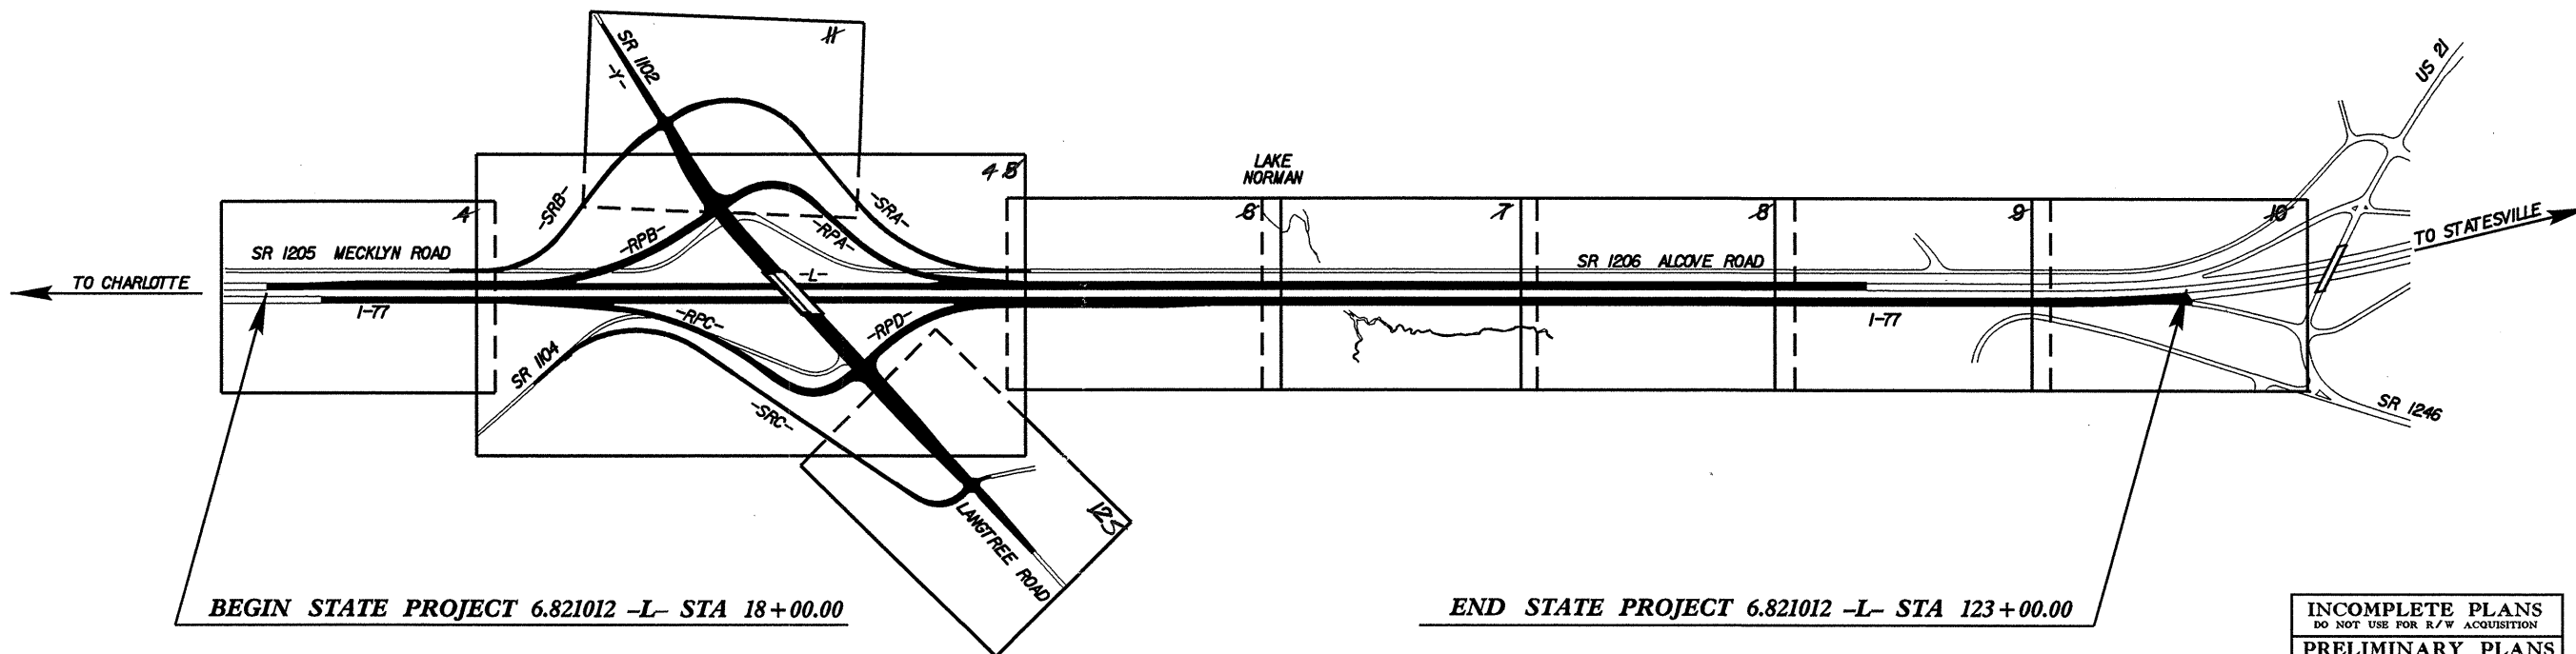 11
SR 1102
-Y-
US 21
LAKE
NORMAN
4 5
4
6
7
8
9
10
-SRB-
-SRA-
-RPB-
-RPA-
SR 1205 MECKLYN ROAD
SR 1206 ALCOVE ROAD
TO STATESVILLE
TO CHARLOTTE
-L-
I-77
I-77
-RPC-
-RPD-
SR 1104
-SRC-
SR 1246
12 5
LANGTREE ROAD
BEGIN STATE PROJECT 6.821012 -L- STA 18+00.00
END STATE PROJECT 6.821012 -L- STA 123+00.00
INCOMPLETE PLANS
DO NOT USE FOR R/W ACQUISITION
PRELIMINARY PLANS